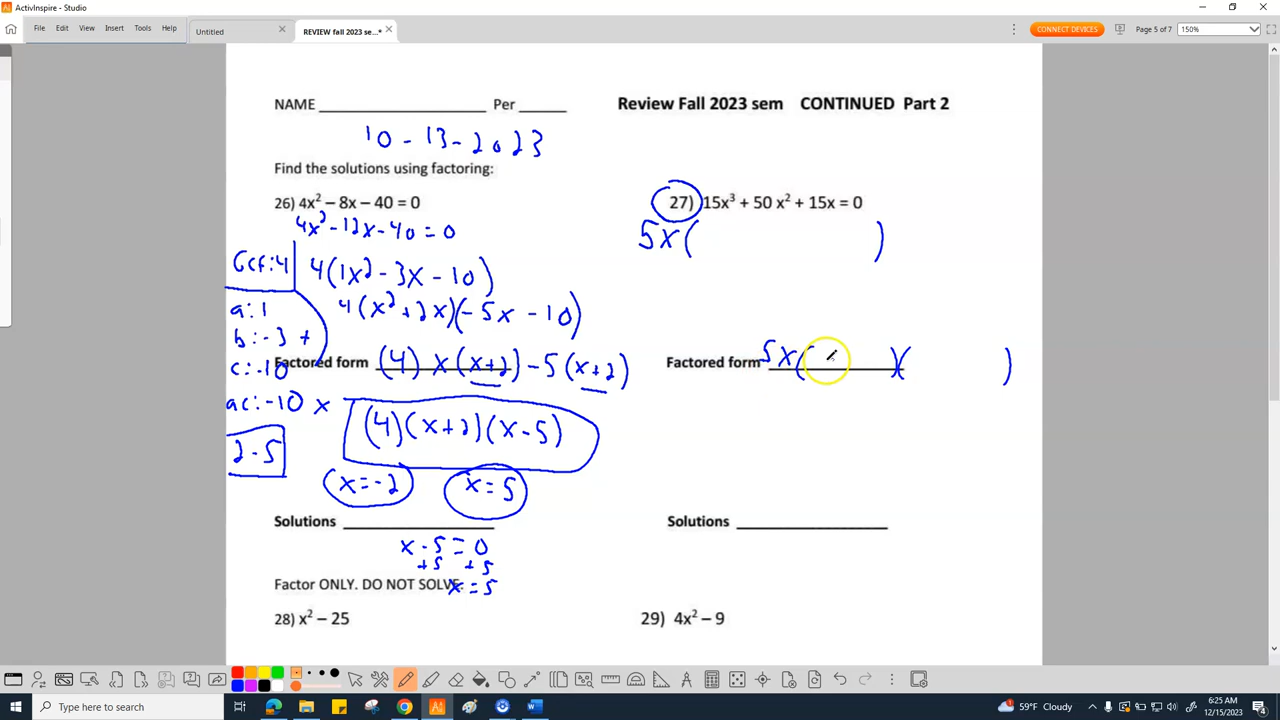 ActivInspire - Studio
File Edit View Insert Tools Help
Untitled
REVIEW fall 2023 se...*
CONNECT DEVICES
Page 5 of 7
150%
NAME ____________________ Per ______
Review Fall 2023 sem CONTINUED Part 2
10-13-2023
Find the solutions using factoring:
26) 4x² – 8x – 40 = 0
4x² -12x -40 = 0
Gcf:4
4(1x² - 3x - 10)
a:1
4(x² + 2x)(-5x - 10)
b:-3 +
c:-10
Factored form (4) x(x+2) -5(x+2)
ac:-10 x
(4)(x+2)(x-5)
2-5
x=-2
x=5
Solutions ____________________
x-5=0
+5 +5
x=5
27) 15x³ + 50 x² + 15x = 0
5x( )
Factored form 5x( )( )
Solutions ____________________
Factor ONLY. DO NOT SOLVE.
28) x² – 25
29) 4x² – 9
Type here to search
59°F Cloudy
6:25 AM
12/15/2023